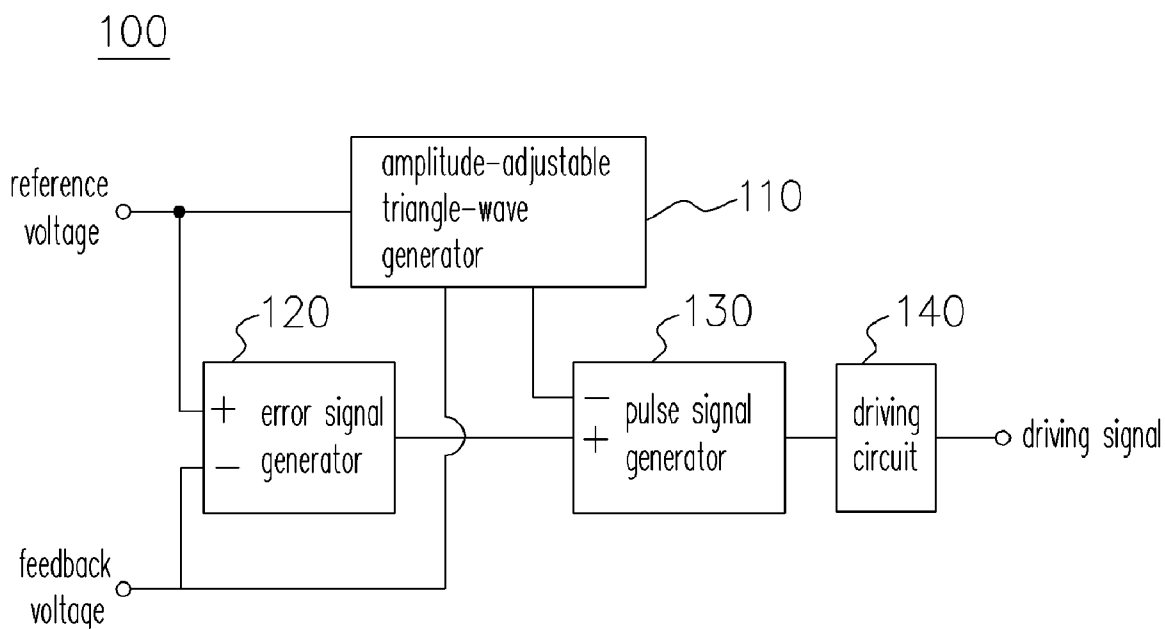 100
reference
voltage
amplitude-adjustable
triangle-wave
generator
110
120
130
140
+
error signal
generator
−
−
+
pulse signal
generator
driving
circuit
driving signal
feedback
voltage